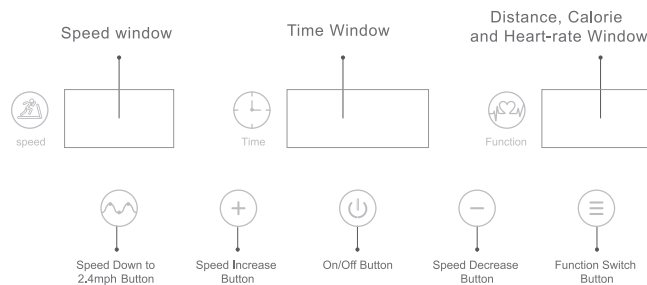 Speed window
Time Window
Distance, Calorie
and Heart-rate Window
speed
Time
Function
Speed Down to
2.4mph Button
Speed Increase
Button
On/Off Button
Speed Decrease
Button
Function Switch
Button